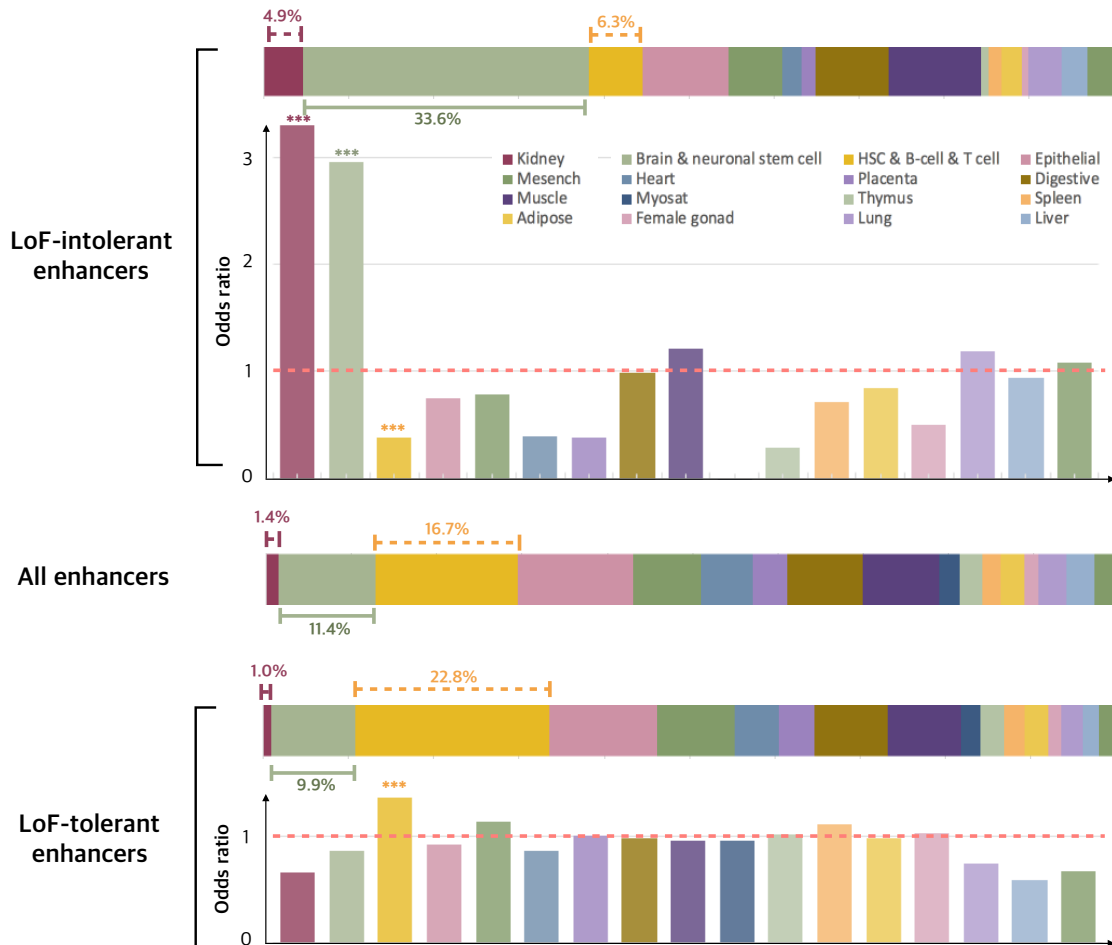 4.9%
6.3%
33.6%
***
***
***
3
2
1
0
Odds ratio
Kidney
Brain & neuronal stem cell
HSC & B-cell & T cell
Epithelial
Mesench
Heart
Placenta
Digestive
Muscle
Myosat
Thymus
Spleen
Adipose
Female gonad
Lung
Liver
LoF-intolerant
enhancers
1.4%
16.7%
All enhancers
11.4%
1.0%
22.8%
9.9%
***
LoF-tolerant
enhancers
Odds ratio
1
0